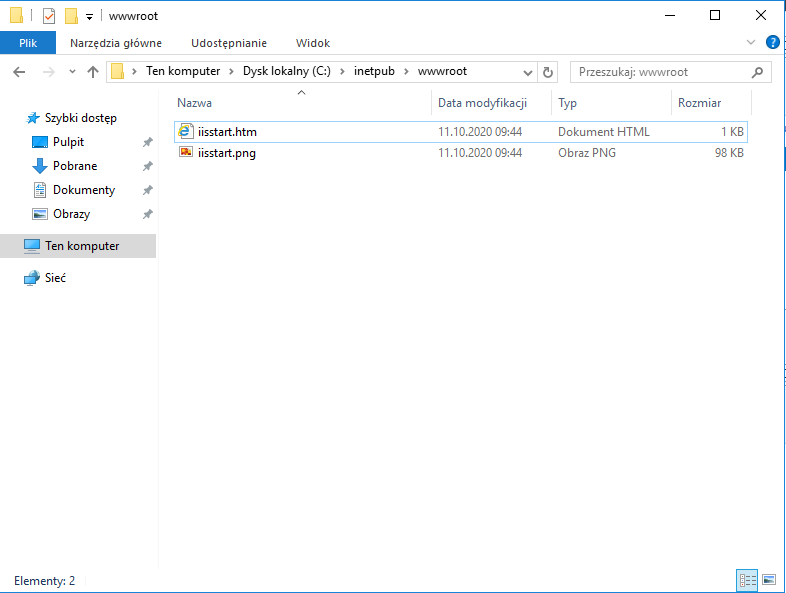 wwwroot
Plik Narzędzia główne Udostępnianie Widok
Ten komputer Dysk lokalny (C:) inetpub wwwroot Przeszukaj: wwwroot
Nazwa Data modyfikacji Typ Rozmiar
iisstart.htm 11.10.2020 09:44 Dokument HTML 1 KB
iisstart.png 11.10.2020 09:44 Obraz PNG 98 KB
Szybki dostęp
Pulpit
Pobrane
Dokumenty
Obrazy
Ten komputer
Sieć
Elementy: 2